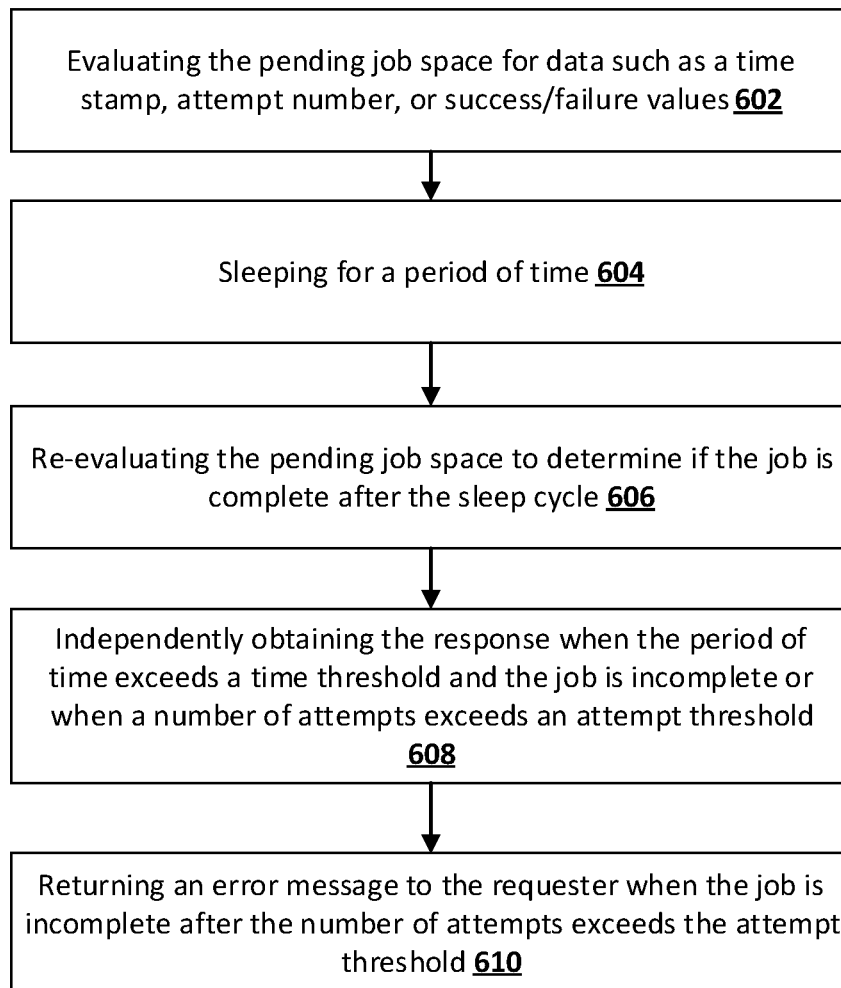 Evaluating the pending job space for data such as a time
stamp, attempt number, or success/failure values 602
Sleeping for a period of time 604
Re-evaluating the pending job space to determine if the job is
complete after the sleep cycle 606
Independently obtaining the response when the period of
time exceeds a time threshold and the job is incomplete or
when a number of attempts exceeds an attempt threshold
608
Returning an error message to the requester when the job is
incomplete after the number of attempts exceeds the attempt
threshold 610